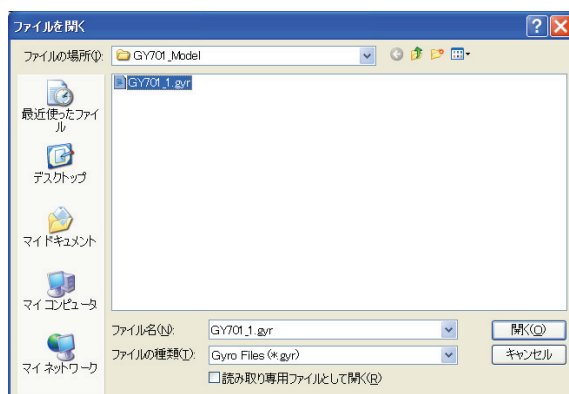 ファイルを開く
ファイルの場所(I):
GY701_Model
GY701_1.gyr
最近使ったファイ
ル
デスクトップ
マイ ドキュメント
マイ コンピュータ
マイ ネットワーク
ファイル名(N):
GY701_1.gyr
開く(O)
ファイルの種類(T):
Gyro Files (*.gyr)
キャンセル
読み取り専用ファイルとして開く(R)